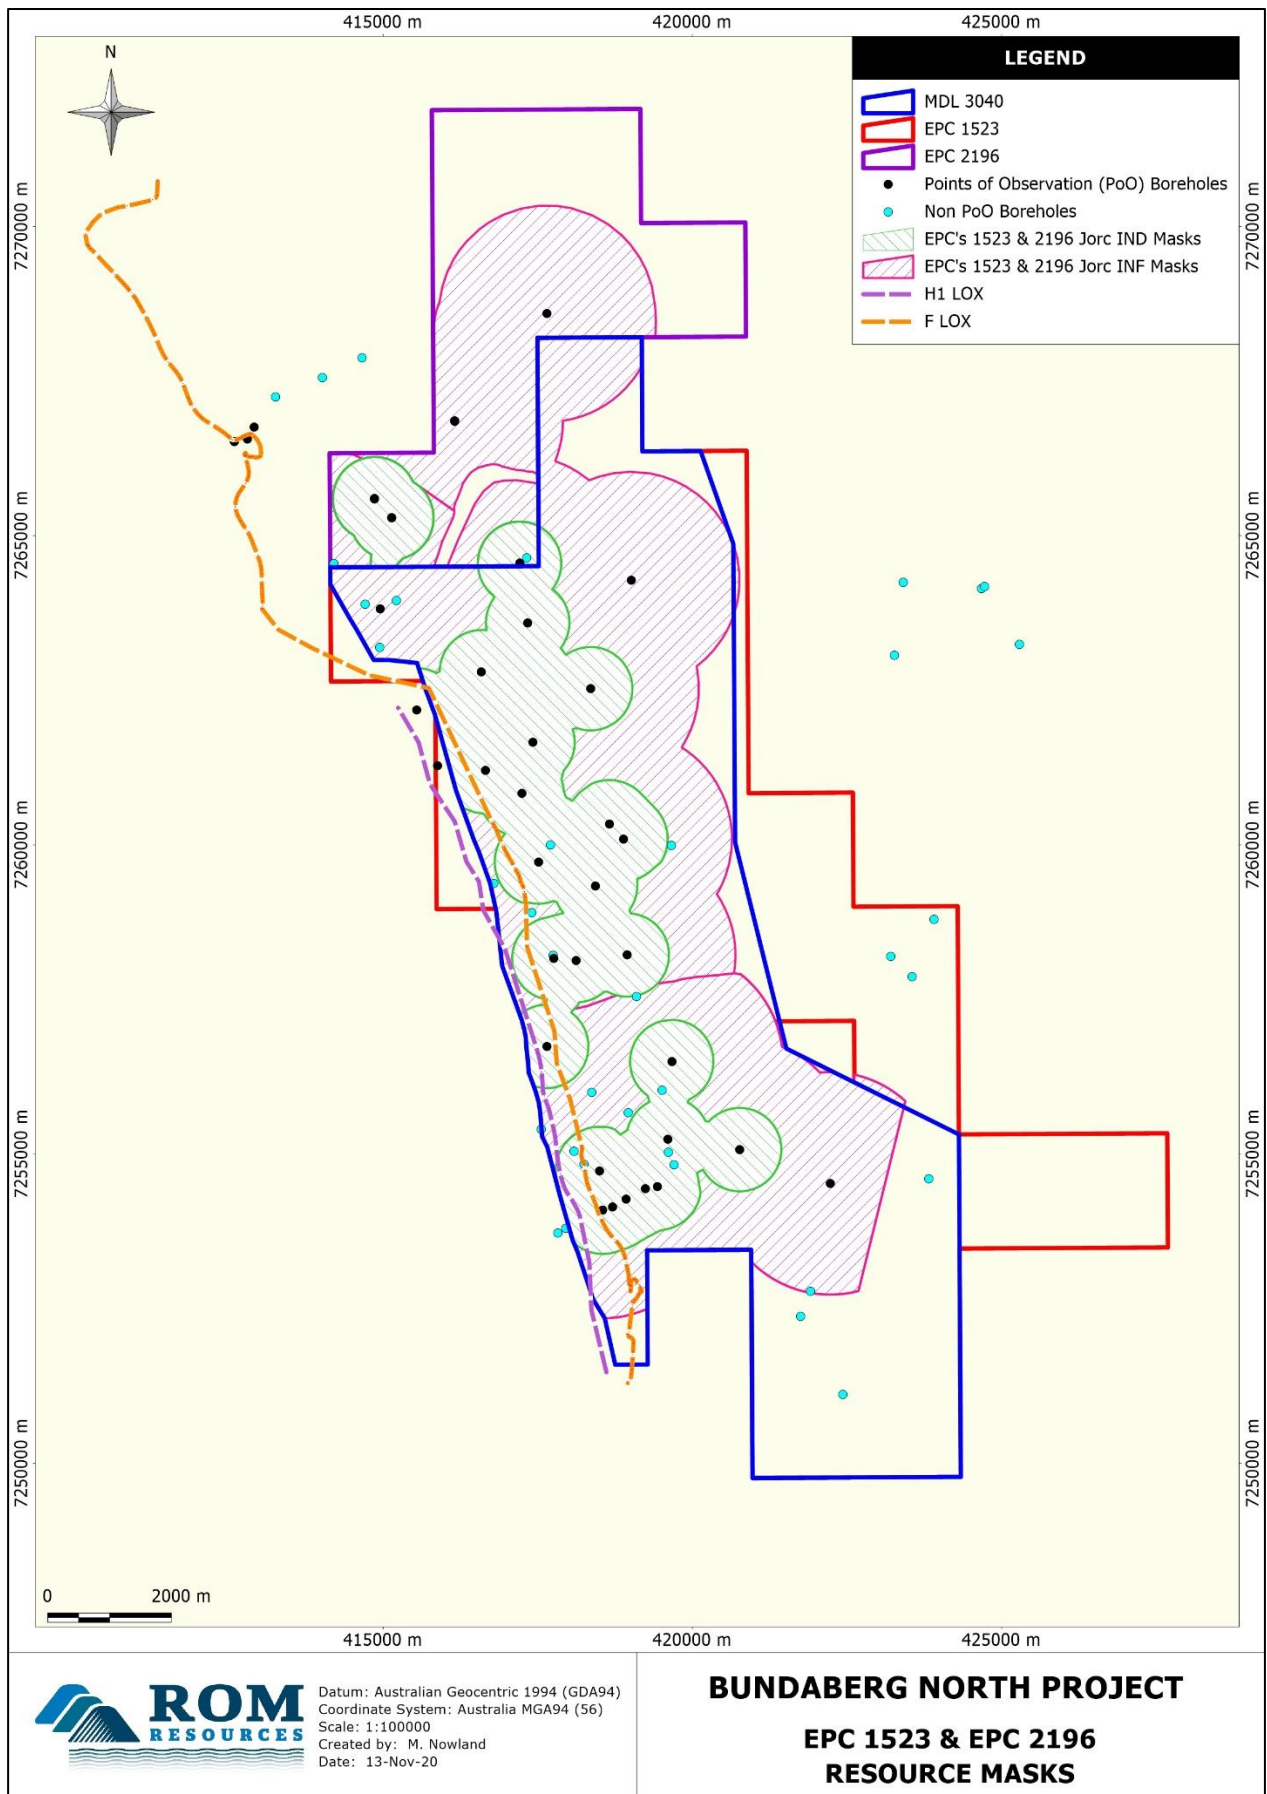 415000 m
420000 m
425000 m
N
LEGEND
MDL 3040
EPC 1523
EPC 2196
Points of Observation (PoO) Boreholes
Non PoO Boreholes
EPC's 1523 & 2196 Jorc IND Masks
EPC's 1523 & 2196 Jorc INF Masks
H1 LOX
F LOX
7270000 m
7270000 m
7265000 m
7265000 m
7260000 m
7260000 m
7255000 m
7255000 m
7250000 m
7250000 m
0
2000 m
415000 m
420000 m
425000 m
ROM
RESOURCES
Datum: Australian Geocentric 1994 (GDA94)
Coordinate System: Australia MGA94 (56)
Scale: 1:100000
Created by: M. Nowland
Date: 13-Nov-20
BUNDABERG NORTH PROJECT
EPC 1523 & EPC 2196
RESOURCE MASKS